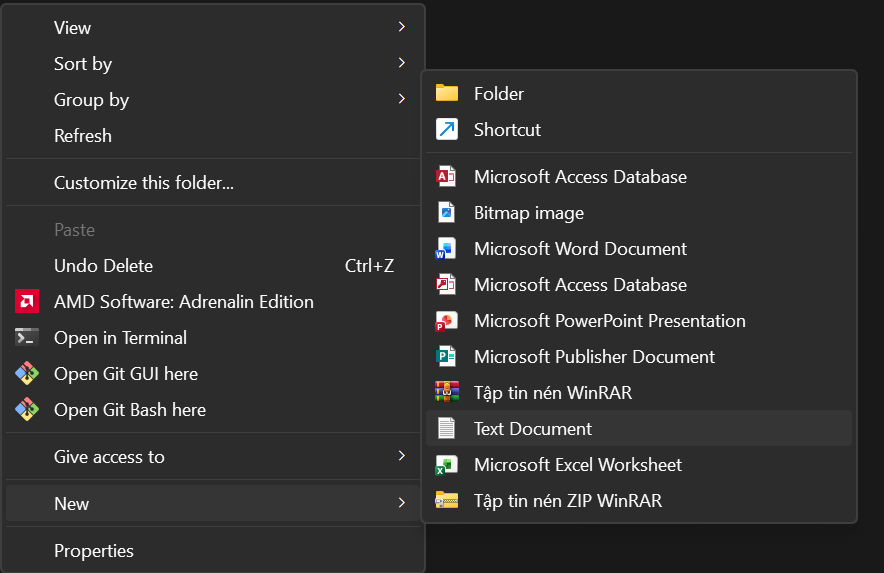 View
Sort by
Group by
Refresh
Customize this folder...
Paste
Undo Delete Ctrl+Z
AMD Software: Adrenalin Edition
Open in Terminal
Open Git GUI here
Open Git Bash here
Give access to
New
Properties
Folder
Shortcut
Microsoft Access Database
Bitmap image
Microsoft Word Document
Microsoft Access Database
Microsoft PowerPoint Presentation
Microsoft Publisher Document
Tập tin nén WinRAR
Text Document
Microsoft Excel Worksheet
Tập tin nén ZIP WinRAR